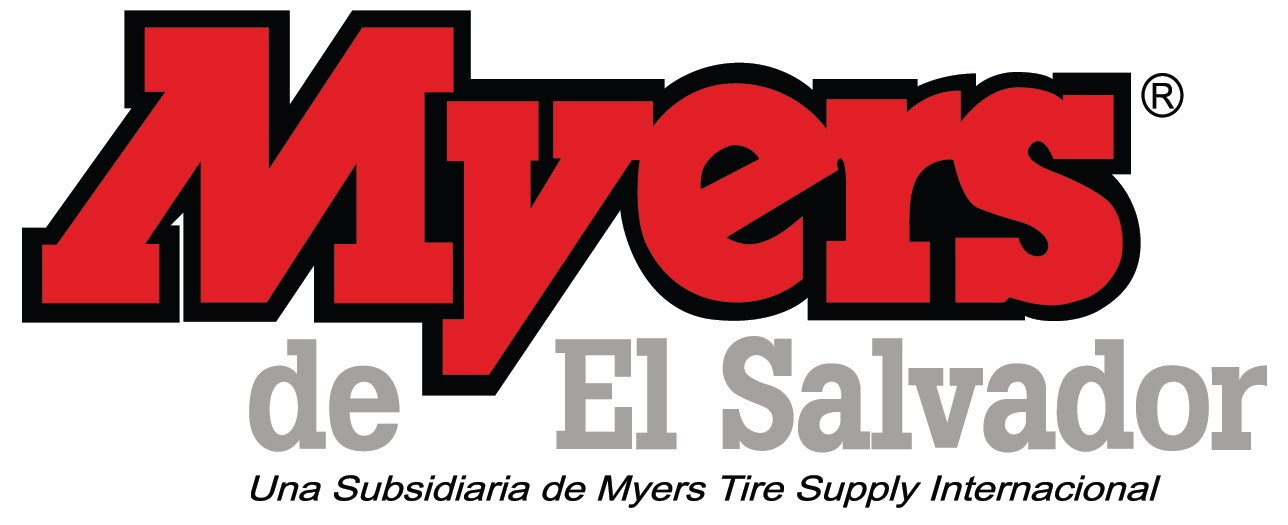 Myers®
de El Salvador
Una Subsidiaria de Myers Tire Supply Internacional